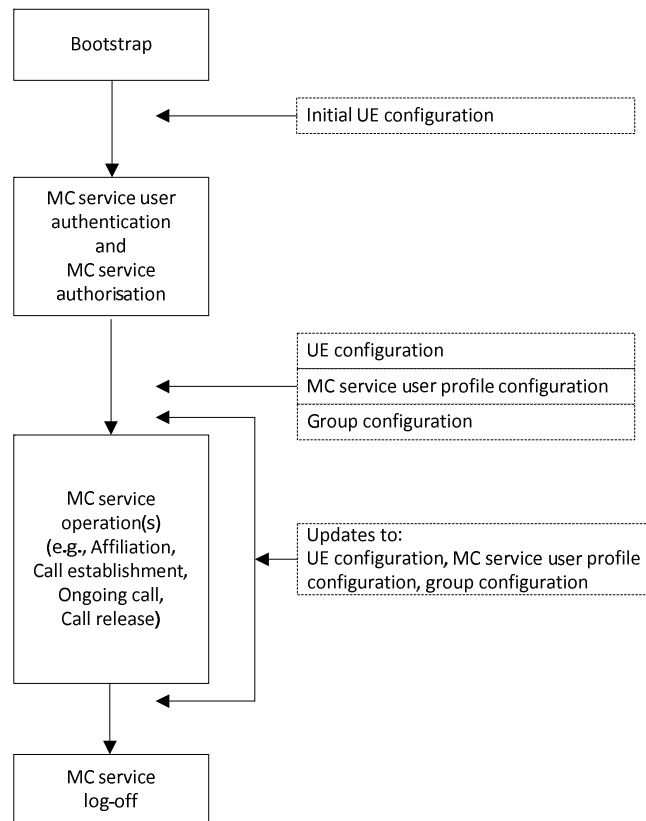 Bootstrap
Initial UE configuration
MC service user
authentication
and
MC service
authorisation
UE configuration
MC service user profile configuration
Group configuration
MC service
operation(s)
(e.g., Affiliation,
Call establishment,
Ongoing call,
Call release)
Updates to:
UE configuration, MC service user profile
configuration, group configuration
MC service
log-off